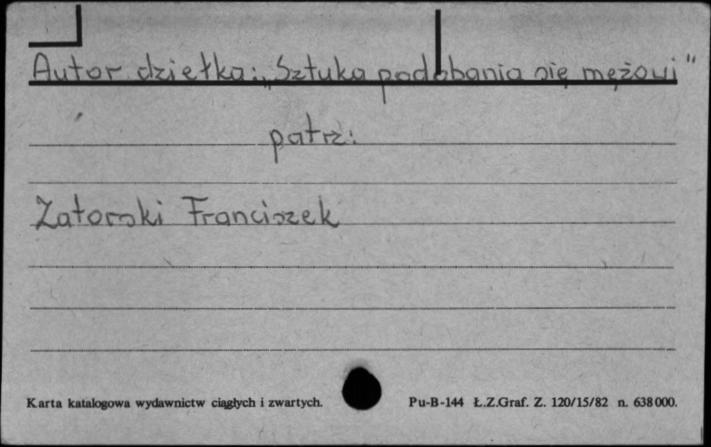 Autor dziełka: „Sztuka podobania się mężowi"
patrz:
Zatorski Franciszek
Karta katalogowa wydawnictw ciągłych i zwartych. Pu-B-144 Ł.Z.Graf. Z. 120/15/82 n. 638000.